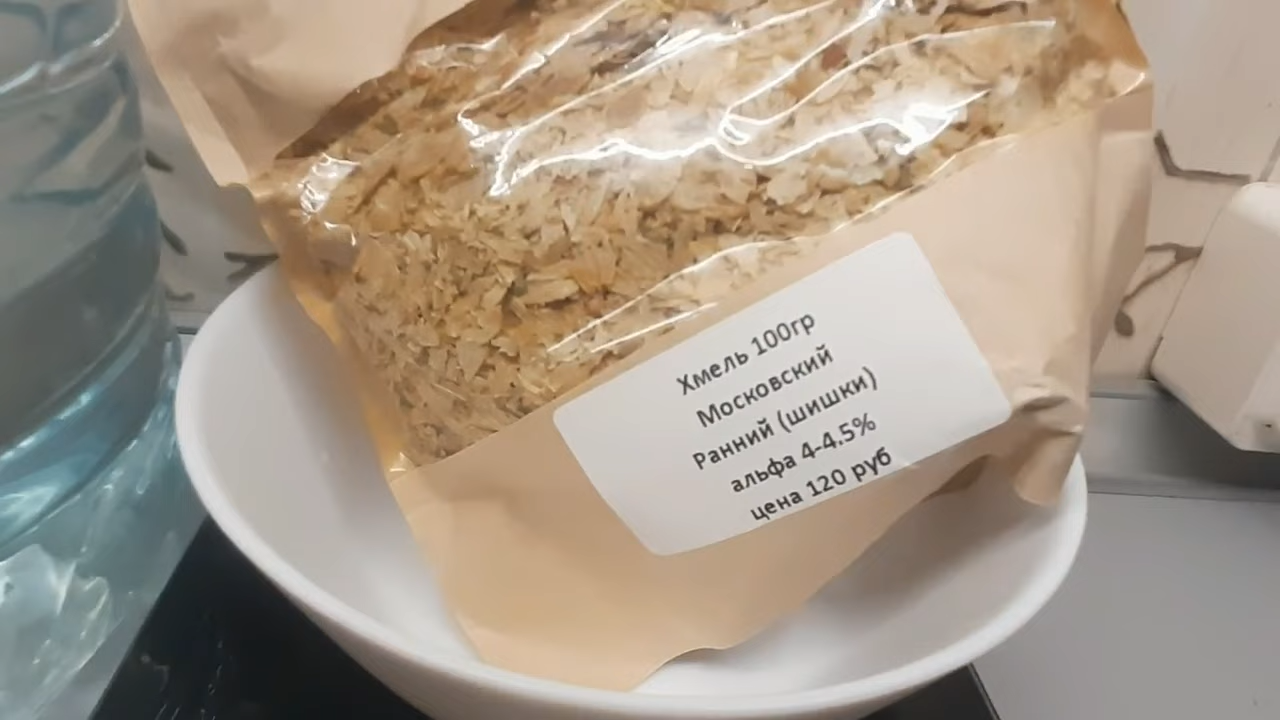 Хмель 100гр
Московский
Ранний (шишки)
альфа 4-4.5%
цена 120 руб